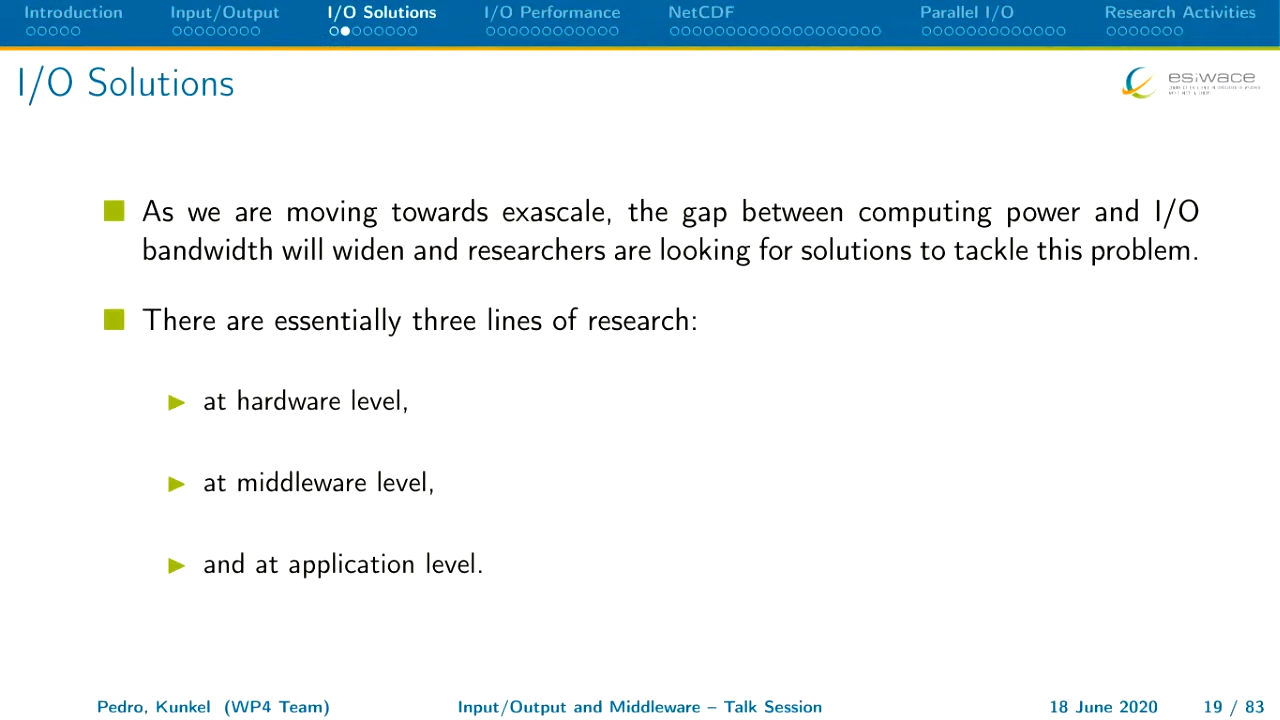 Introduction Input/Output I/O Solutions I/O Performance NetCDF Parallel I/O Research Activities
I/O Solutions
esiwace
As we are moving towards exascale, the gap between computing power and I/O
bandwidth will widen and researchers are looking for solutions to tackle this problem.
There are essentially three lines of research:
at hardware level,
at middleware level,
and at application level.
Pedro, Kunkel (WP4 Team) Input/Output and Middleware – Talk Session 18 June 2020 19 / 83